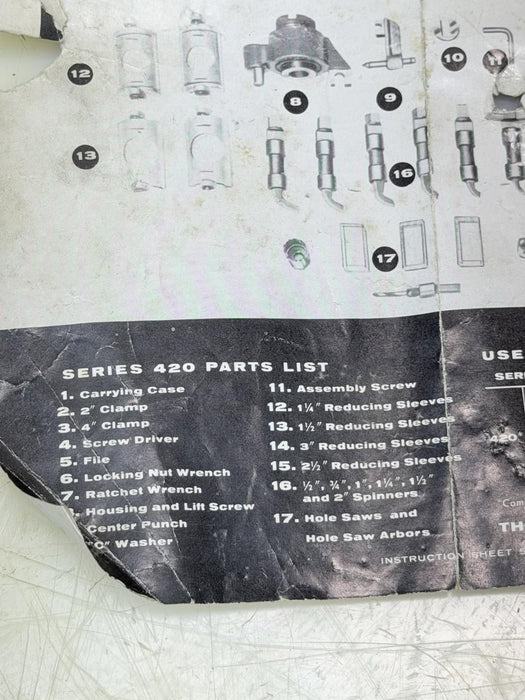 12
8
9
10
11
13
16
17
SERIES 420 PARTS LIST
1. Carrying Case
2. 2" Clamp
3. 4" Clamp
4. Screw Driver
5. File
6. Locking Nut Wrench
7. Ratchet Wrench
Housing and Lift Screw
Center Punch
"C" Washer
11. Assembly Screw
12. 1¼" Reducing Sleeves
13. 1½" Reducing Sleeves
14. 3" Reducing Sleeves
15. 2½" Reducing Sleeves
16. ½", ¾", 1", 1¼", 1½"
and 2" Spinners
17. Hole Saws and
Hole Saw Arbors
USE
SER
420
Com
TH
INSTRUCTION SHEET